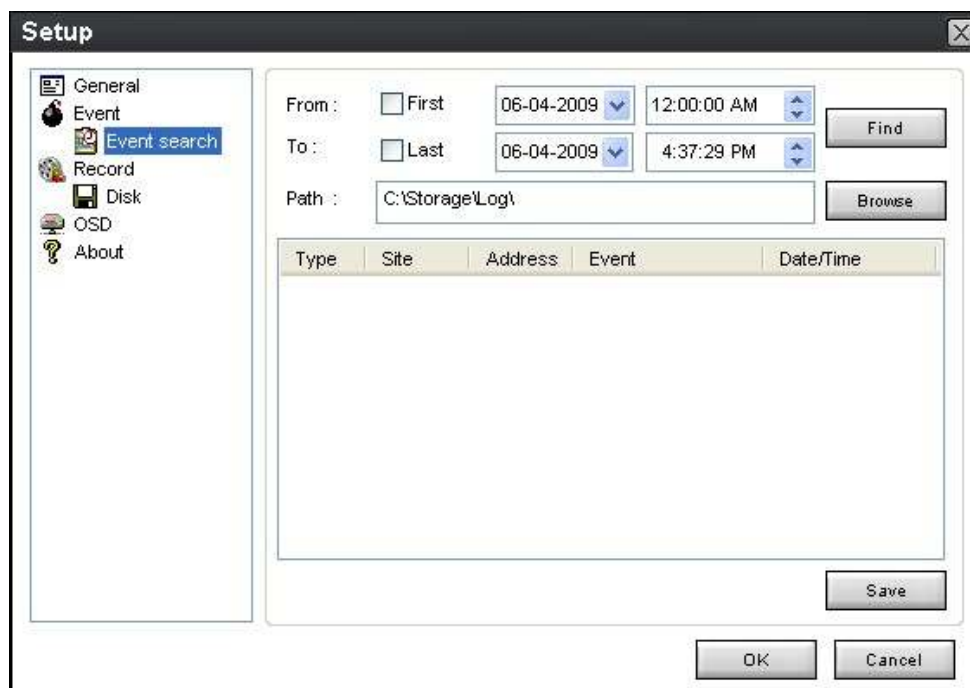 Setup
General
Event
Event search
Record
Disk
OSD
About
From : First 06-04-2009 12:00:00 AM
Find
To : Last 06-04-2009 4:37:29 PM
Path : C:\Storage\Log\ Browse
Type Site Address Event Date/Time
Save
OK Cancel